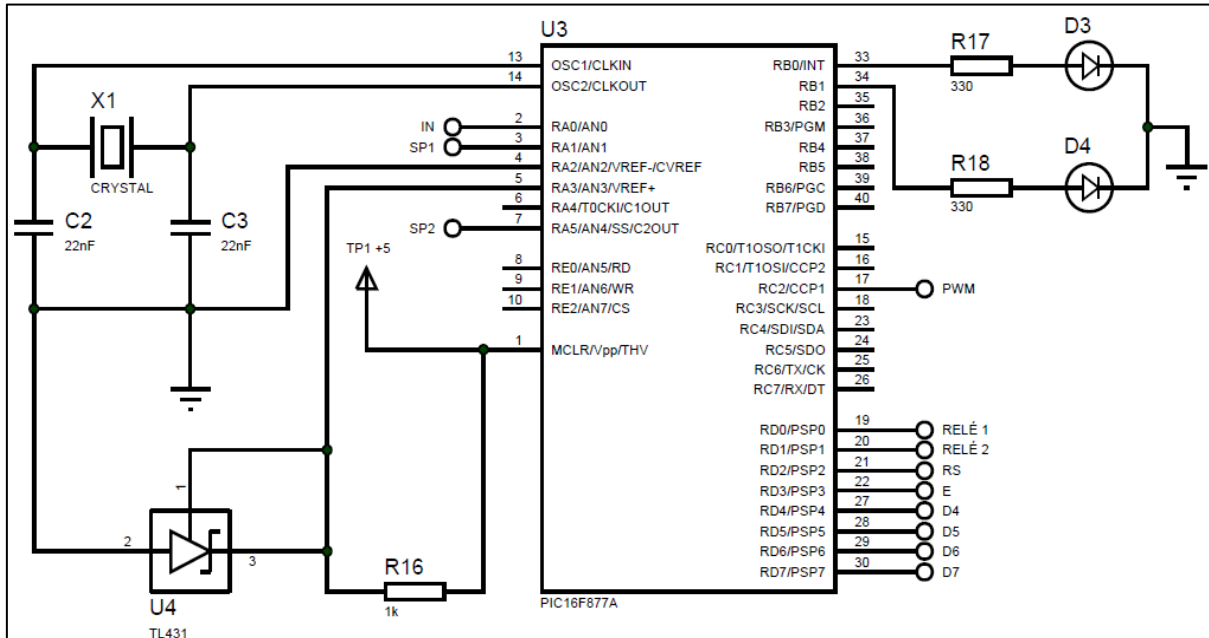 U3
13
OSC1/CLKIN
14
OSC2/CLKOUT
X1
CRYSTAL
IN
2
RA0/AN0
SP1
3
RA1/AN1
4
RA2/AN2/VREF-/CVREF
5
RA3/AN3/VREF+
6
RA4/T0CKI/C1OUT
SP2
7
RA5/AN4/SS/C2OUT
C2
22nF
C3
22nF
TP1 +5
8
RE0/AN5/RD
9
RE1/AN6/WR
10
RE2/AN7/CS
1
MCLR/Vpp/THV
RB0/INT
33
RB1
34
RB2
35
RB3/PGM
36
RB4
37
RB5
38
RB6/PGC
39
RB7/PGD
40
R17
330
D3
R18
330
D4
RC0/T1OSO/T1CKI
15
RC1/T1OSI/CCP2
16
RC2/CCP1
17
PWM
RC3/SCK/SCL
18
RC4/SDI/SDA
23
RC5/SDO
24
RC6/TX/CK
25
RC7/RX/DT
26
RD0/PSP0
19
RELÉ 1
RD1/PSP1
20
RELÉ 2
RD2/PSP2
21
RS
RD3/PSP3
22
E
RD4/PSP4
27
D4
RD5/PSP5
28
D5
RD6/PSP6
29
D6
RD7/PSP7
30
D7
1
2
3
U4
TL431
R16
1k
PIC16F877A